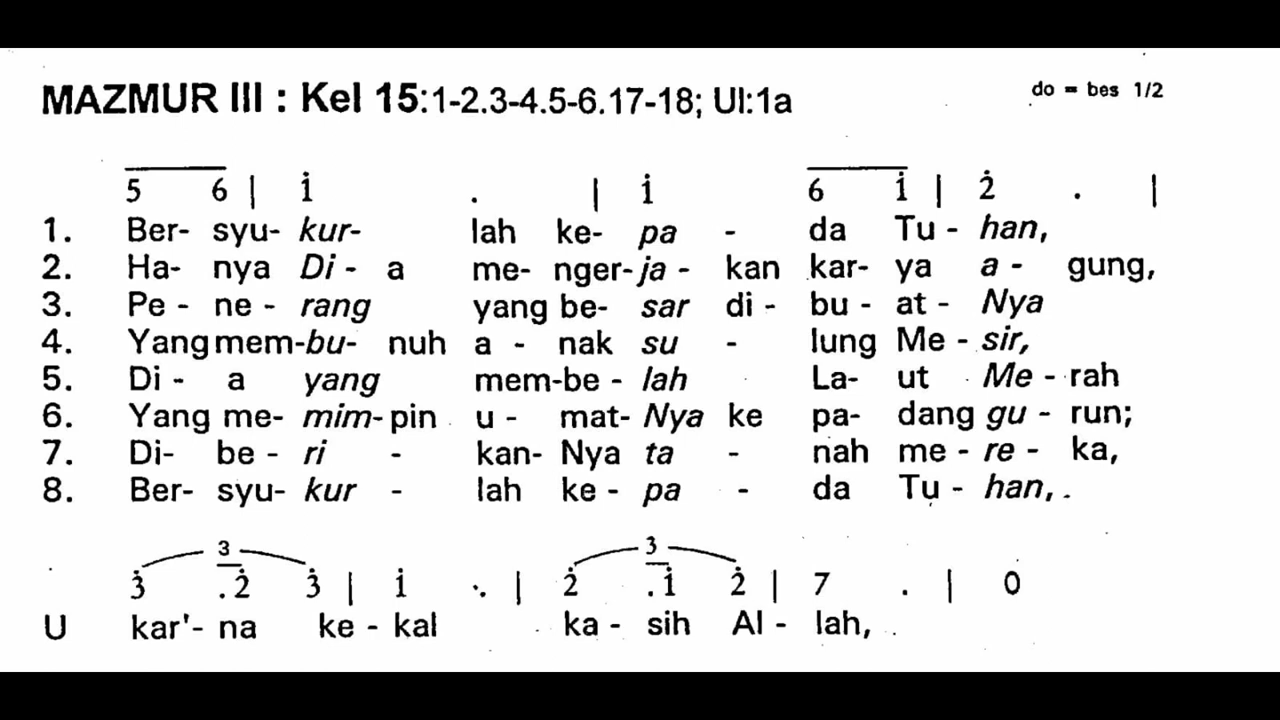 MAZMUR III : Kel 15:1-2.3-4.5-6.17-18; Ul:1a do = bes 1/2
5 6 | 1̇ . | 1̇ 6 1̇ | 2̇ . |
1. Ber- syu- kur- lah ke- pa - da Tu - han,
2. Ha- nya Di - a me- nger- ja - kan kar- ya a - gung,
3. Pe - ne - rang yang be- sar di - bu - at - Nya
4. Yang mem-bu- nuh a - nak su - lung Me - sir,
5. Di - a yang mem-be - lah La- ut Me - rah
6. Yang me- mim- pin u - mat- Nya ke pa- dang gu - run;
7. Di- be - ri - kan- Nya ta - nah me - re - ka,
8. Ber- syu- kur - lah ke - pa - da Tu - han, .
3 3
3̇ .2̇ 3̇ | 1̇ . | 2̇ .1̇ 2̇ | 7 . | 0
U kar'- na ke - kal ka - sih Al - lah,